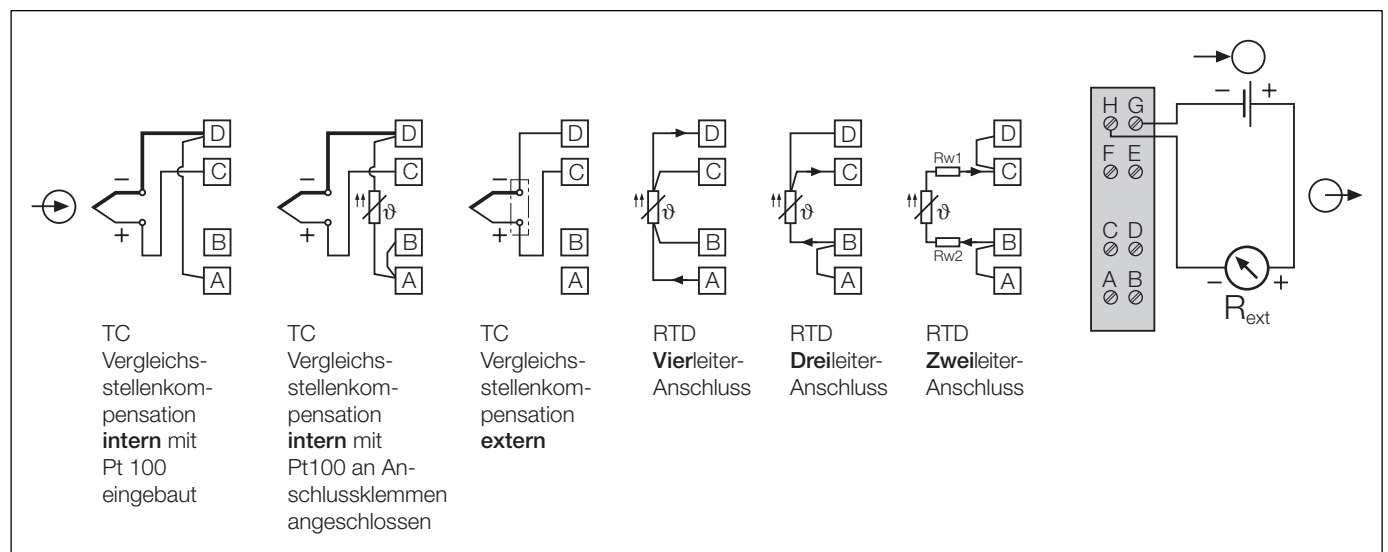 D
C
B
A
− +
TC
Vergleichs-
stellenkom-
pensation
intern mit
Pt 100
eingebaut
D
C
B
A
− +
ϑ
TC
Vergleichs-
stellenkom-
pensation
intern mit
Pt100 an An-
schlussklemmen
angeschlossen
D
C
B
A
− +
TC
Vergleichs-
stellenkom-
pensation
extern
D
C
B
A
ϑ
RTD
Vierleiter-
Anschluss
D
C
B
A
ϑ
RTD
Dreileiter-
Anschluss
D
C
B
A
Rw1
ϑ
Rw2
RTD
Zweileiter-
Anschluss
− +
H G
F E
C D
A B
− +
Rext